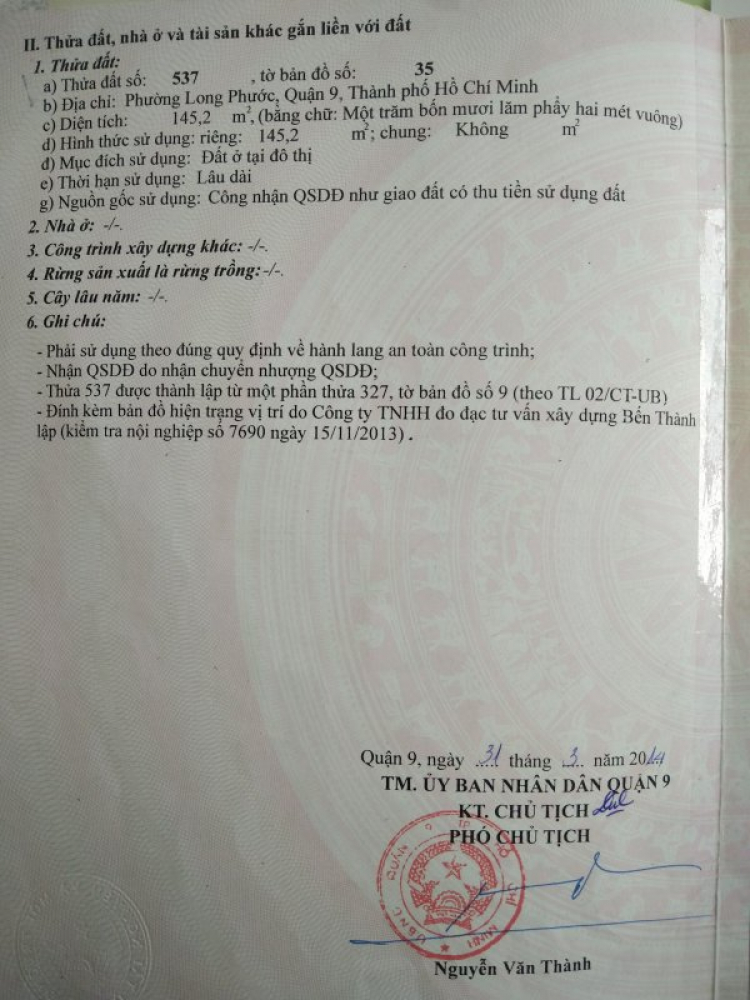 II. Thửa đất, nhà ở và tài sản khác gắn liền với đất
1. Thửa đất:
a) Thửa đất số: 537 , tờ bản đồ số: 35
b) Địa chỉ: Phường Long Phước, Quận 9, Thành phố Hồ Chí Minh
c) Diện tích: 145,2 m², (bằng chữ: Một trăm bốn mươi lăm phẩy hai mét vuông)
d) Hình thức sử dụng: riêng: 145,2 m²; chung: Không m²
đ) Mục đích sử dụng: Đất ở tại đô thị
e) Thời hạn sử dụng: Lâu dài
g) Nguồn gốc sử dụng: Công nhận QSDĐ như giao đất có thu tiền sử dụng đất
2. Nhà ở: -/-.
3. Công trình xây dựng khác: -/-.
4. Rừng sản xuất là rừng trồng:-/-.
5. Cây lâu năm: -/-.
6. Ghi chú:
- Phải sử dụng theo đúng quy định về hành lang an toàn công trình;
- Nhận QSDĐ do nhận chuyển nhượng QSDĐ;
- Thửa 537 được thành lập từ một phần thửa 327, tờ bản đồ số 9 (theo TL 02/CT-UB)
- Đính kèm bản đồ hiện trạng vị trí do Công ty TNHH đo đạc tư vấn xây dựng Bến Thành
lập (kiểm tra nội nghiệp số 7690 ngày 15/11/2013) .
Quận 9, ngày 31 tháng 3 năm 2014
TM. ỦY BAN NHÂN DÂN QUẬN 9
KT. CHỦ TỊCH
PHÓ CHỦ TỊCH
U.B.N.D QUẬN 9 TP HỒ CHÍ MINH
Nguyễn Văn Thành